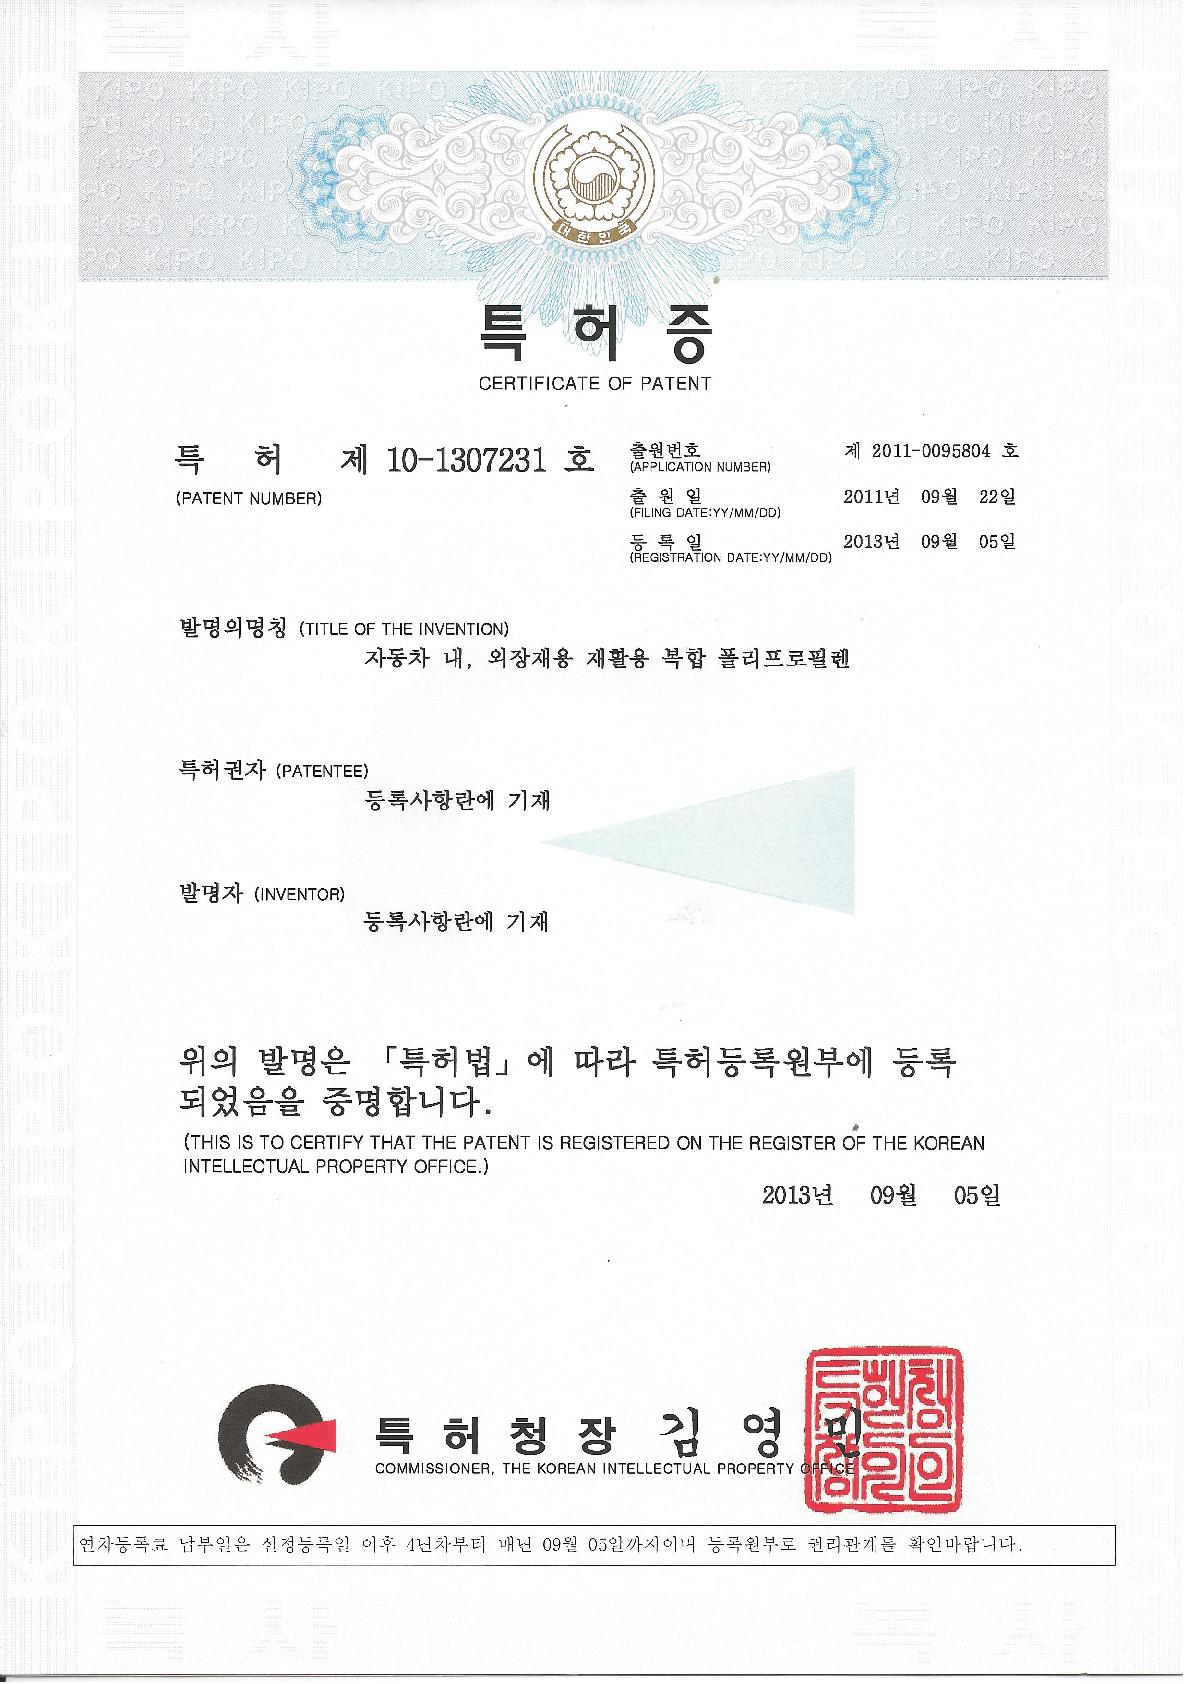 KIPO KIPO KIPO KIPO
대한민국
특허증
CERTIFICATE OF PATENT
특 허 제 10-1307231 호
(PATENT NUMBER)
출원번호 제 2011-0095804 호
(APPLICATION NUMBER)
출 원 일 2011년 09월 22일
(FILING DATE:YY/MM/DD)
등 록 일 2013년 09월 05일
(REGISTRATION DATE:YY/MM/DD)
발명의명칭 (TITLE OF THE INVENTION)
자동차 내, 외장재용 재활용 복합 폴리프로필렌
특허권자 (PATENTEE)
등록사항란에 기재
발명자 (INVENTOR)
등록사항란에 기재
위의 발명은 「특허법」에 따라 특허등록원부에 등록
되었음을 증명합니다.
(THIS IS TO CERTIFY THAT THE PATENT IS REGISTERED ON THE REGISTER OF THE KOREAN
INTELLECTUAL PROPERTY OFFICE.)
2013년 09월 05일
특허청장 김영민
COMMISSIONER, THE KOREAN INTELLECTUAL PROPERTY OFFICE
연차등록료 납부일은 설정등록일 이후 4년차부터 매년 09월 05일까지이며 등록원부로 권리관계를 확인바랍니다.
복 사